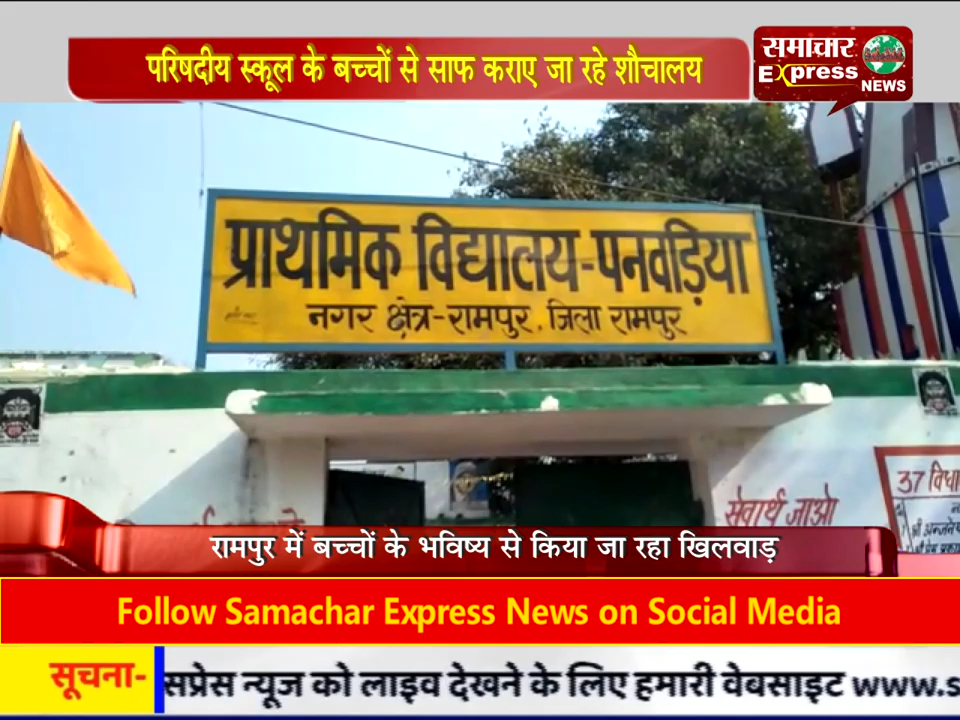 परिषदीय स्कूल के बच्चों से साफ कराए जा रहे शौचालय
समाचार
Express
NEWS
प्राथमिक विद्यालय-पनवड़िया
नगर क्षेत्र-रामपुर, जिला रामपुर
सेवार्थ जाओ
37 विधा
रामपुर में बच्चों के भविष्य से किया जा रहा खिलवाड़
Follow Samachar Express News on Social Media
सूचना- सप्रेस न्यूज को लाइव देखने के लिए हमारी वेबसाइट www.s